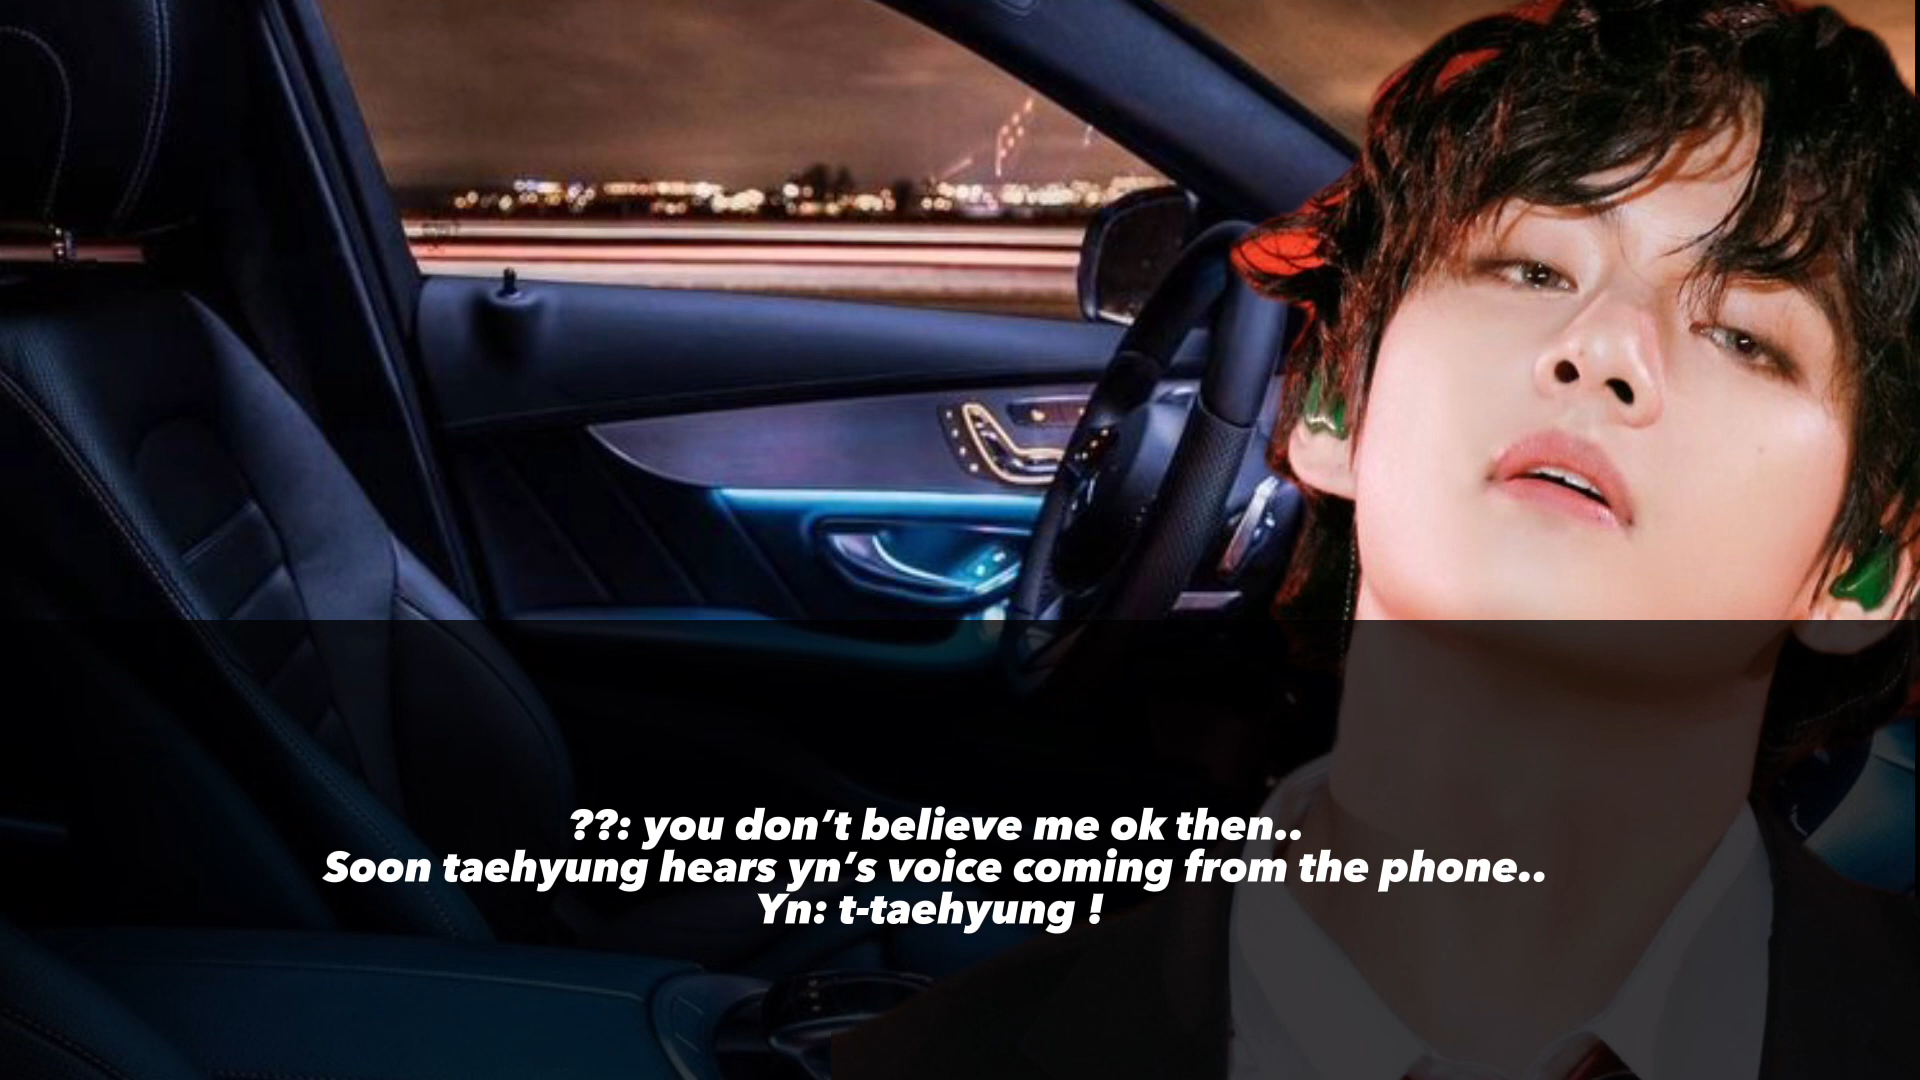 ??: you don’t believe me ok then..
Soon taehyung hears yn’s voice coming from the phone..
Yn: t-taehyung !